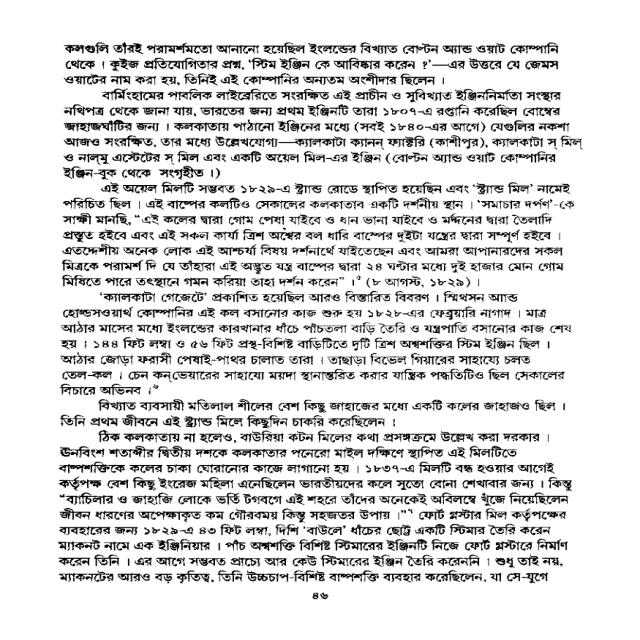 কলগুলি তাঁরই পরামর্শমতো আনানো হয়েছিল ইংলন্ডের বিখ্যাত বোল্টন অ্যান্ড ওয়াট কোম্পানি
থেকে। কুইজ প্রতিযোগিতার প্রশ্ন, ‘স্টিম ইঞ্জিন কে আবিষ্কার করেন ?’—এর উত্তরে যে জেমস
ওয়াটের নাম করা হয়, তিনিই এই কোম্পানির অন্যতম অংশীদার ছিলেন।
বার্মিংহামের পাবলিক লাইব্রেরিতে সংরক্ষিত এই প্রাচীন ও সুবিখ্যাত ইঞ্জিননির্মাতা সংস্থার
নথিপত্র থেকে জানা যায়, ভারতের জন্য প্রথম ইঞ্জিনটি তারা ১৮০৭-এ রপ্তানি করেছিল বোম্বের
জাহাজঘাঁটির জন্য। কলকাতায় পাঠানো ইঞ্জিনের মধ্যে (সবই ১৮৪০-এর আগে) যেগুলির নকশা
আজও সংরক্ষিত, তার মধ্যে উল্লেখযোগ্য—ক্যালকাটা ক্যানন্ ফ্যাক্টরি (কাশীপুর), ক্যালকাটা স মিল্
ও নাল্‌মু এস্টেটের স্ মিল এবং একটি অয়েল মিল-এর ইঞ্জিন (বোল্টন অ্যান্ড ওয়াট কোম্পানির
ইঞ্জিন-বুক থেকে সংগৃহীত।)
এই অয়েল মিলটি সম্ভবত ১৮২৯-এ স্ট্রান্ড রোডে স্থাপিত হয়েছিন এবং ‘স্ট্রান্ড মিল’ নামেই
পরিচিত ছিল। এই বাষ্পের কলটিও সেকালের কলকাতাব একটি দর্শনীয় স্থান। ‘সমাচার দর্পণ’-কে
সাক্ষী মানছি, “এই কলের দ্বারা গোম পেষা যাইবে ও ধান ভানা যাইবে ও মর্দ্দনের দ্বারা তৈলাদি
প্রস্তুত হইবে এবং এই সকল কার্য্য ত্রিশ অশ্বের বল ধারি বাষ্পের দুইটা যন্ত্রের দ্বারা সম্পূর্ণ হইবে।
এতদ্দেশীয় অনেক লোক এই আশ্চর্য্য বিষয় দর্শনার্থে যাইতেছেন এবং আমরা আপানারদের সকল
মিত্রকে পরামর্শ দি যে তাঁহারা এই অদ্ভুত যন্ত্র বাষ্পের দ্বারা ২৪ ঘন্টার মধ্যে দুই হাজার মোন গোম
মিষিতে পারে তৎস্থানে গমন করিয়া তাহা দর্শন করেন”। (৮ আগস্ট, ১৮২৯)।
‘ক্যালকাটা গেজেটে’ প্রকাশিত হয়েছিল আরও বিস্তারিত বিবরণ। স্মিথসন অ্যান্ড
হোল্ডসওয়ার্থ কোম্পানির এই কল বসানোর কাজ শুরু হয় ১৮২৮-এর ফেব্রুয়ারি নাগাদ। মাত্র
আঠার মাসের মধ্যে ইংলন্ডের কারখানার ধাঁচে পাঁচতলা বাড়ি তৈরি ও যন্ত্রপাতি বসানোর কাজ শেষ
হয়। ১৪৪ ফিট লম্বা ও ৫৬ ফিট প্রস্থ-বিশিষ্ট বাড়িটিতে দুটি ত্রিশ অশ্বশক্তির স্টিম ইঞ্জিন ছিল।
আঠার জোড়া ফরাসী পেষাই-পাথর চালাত তারা। তাছাড়া বিভেল গিয়ারের সাহায্যে চলত
তেল-কল। চেন কন্‌ভেয়ারের সাহায্যে ময়দা স্থানান্তরিত করার যান্ত্রিক পদ্ধতিটিও ছিল সেকালের
বিচারে অভিনব।৬
বিখ্যাত ব্যবসায়ী মতিলাল শীলের বেশ কিছু জাহাজের মধ্যে একটি কলের জাহাজও ছিল।
তিনি প্রথম জীবনে এই স্ট্র্যান্ড মিলে কিছুদিন চাকরি করেছিলেন।
ঠিক কলকাতায় না হলেও, বাউরিয়া কটন মিলের কথা প্রসঙ্গক্রমে উল্লেখ করা দরকার।
ঊনবিংশ শতাব্দীর দ্বিতীয় দশকে কলকাতার পনেরো মাইল দক্ষিণে স্থাপিত এই মিলটিতে
বাষ্পশক্তিকে কলের চাকা ঘোরানোর কাজে লাগানো হয়। ১৮৩৭-এ মিলটি বন্ধ হওয়ার আগেই
কর্তৃপক্ষ বেশ কিছু ইংরেজ মহিলা এনেছিলেন ভারতীয়দের কলে সুতো বোনা শেখাবার জন্য। কিন্তু
“ব্যাচিলার ও জাহাজি লোকে ভর্তি টগবগে এই শহরে তাঁদের অনেকেই অবিলম্বে খুঁজে নিয়েছিলেন
জীবন ধারণের অপেক্ষাকৃত কম গৌরবময় কিন্তু সহজতর উপায়।”৭ ফোর্ট গ্লস্টার মিল কর্তৃপক্ষের
ব্যবহারের জন্য ১৮২৯-এ ৪৩ ফিট লম্বা, দিশি ‘বাউলে’ ধাঁচের ছোট্ট একটি স্টিমার তৈরি করেন
ম্যাকনট নামে এক ইঞ্জিনিয়ার। পাঁচ অশ্বশক্তি বিশিষ্ট স্টিমারের ইঞ্জিনটি নিজে ফোর্ট গ্লস্টারে নির্মাণ
করেন তিনি। এর আগে সম্ভবত প্রাচ্যে আর কেউ স্টিমারের ইঞ্জিন তৈরি করেননি। শুধু তাই নয়,
ম্যাকনটের আরও বড় কৃতিত্ব, তিনি উচ্চচাপ-বিশিষ্ট বাষ্পশক্তি ব্যবহার করেছিলেন, যা সে-যুগে
৪৬